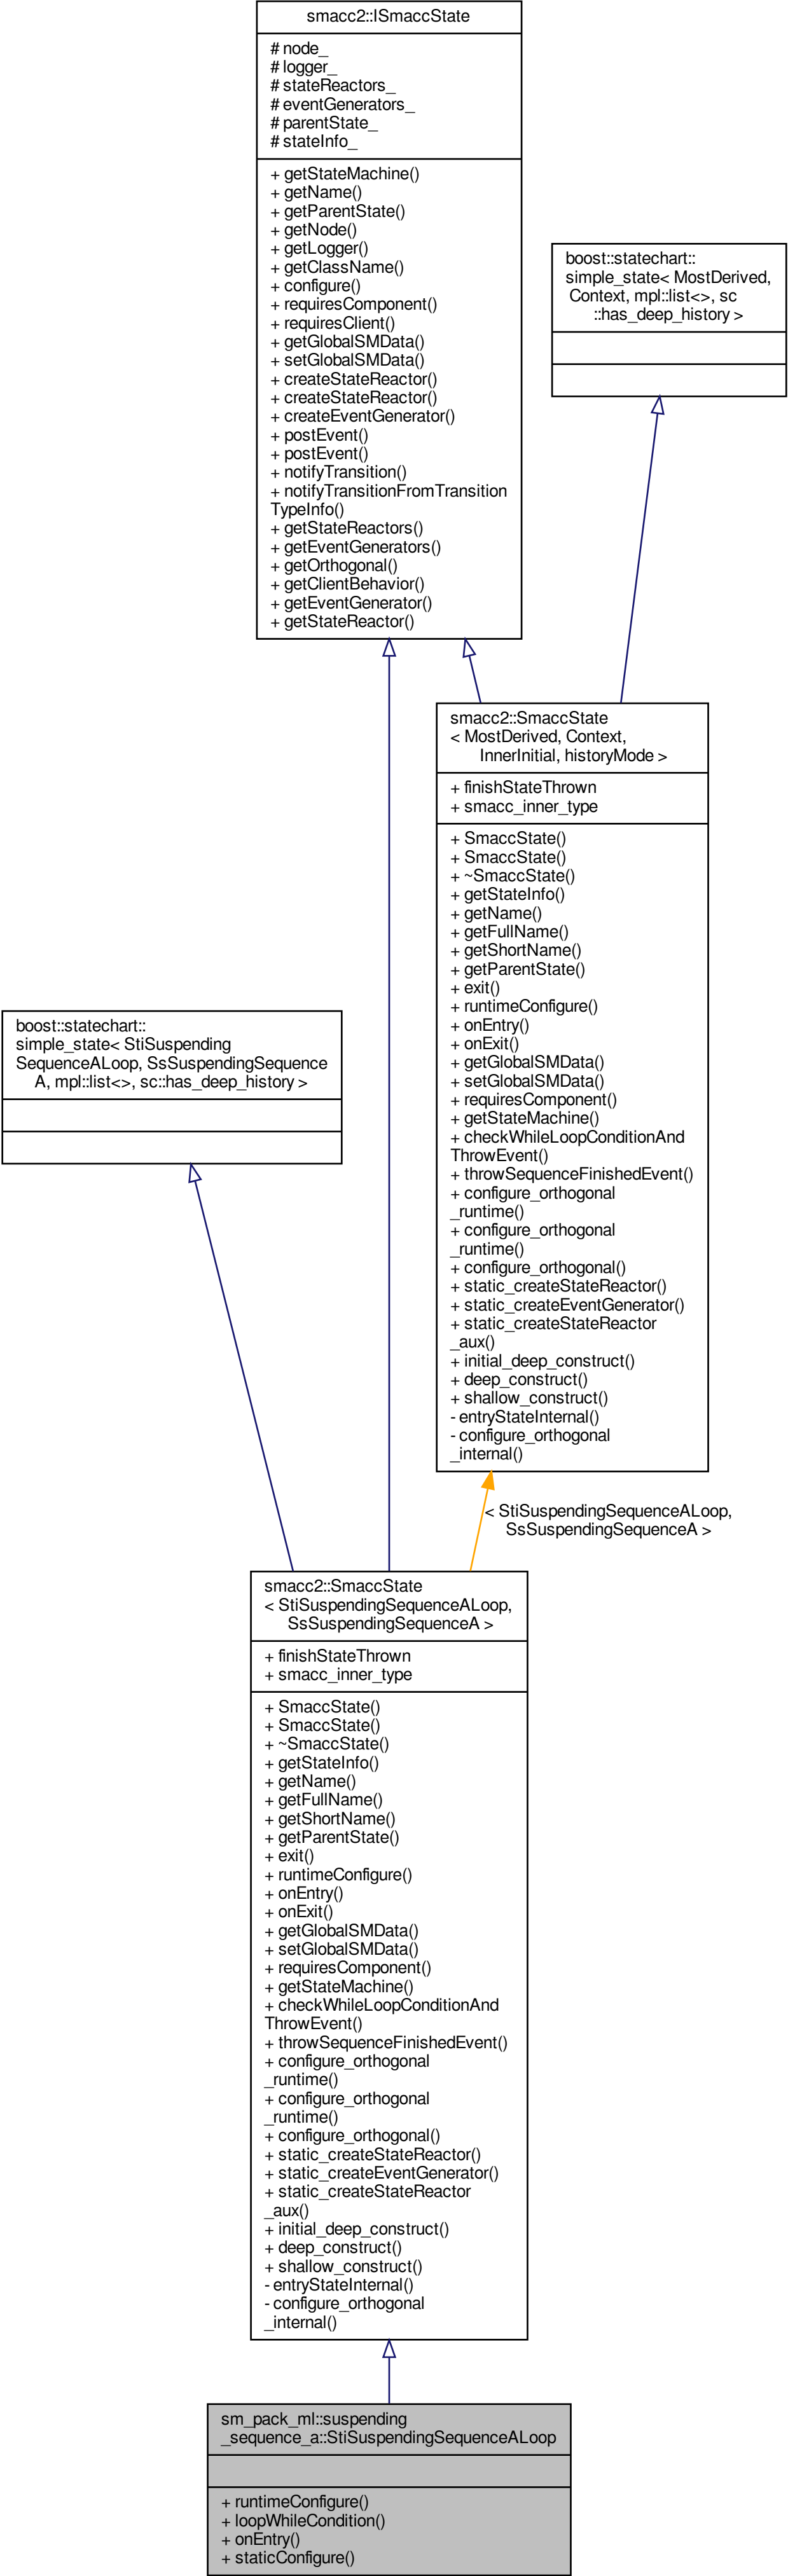 smacc2::ISmaccState
# node_
# logger_
# stateReactors_
# eventGenerators_
# parentState_
# stateInfo_
+ getStateMachine()
+ getName()
+ getParentState()
+ getNode()
+ getLogger()
+ getClassName()
+ configure()
+ requiresComponent()
+ requiresClient()
+ getGlobalSMData()
+ setGlobalSMData()
+ createStateReactor()
+ createStateReactor()
+ createEventGenerator()
+ postEvent()
+ postEvent()
+ notifyTransition()
+ notifyTransitionFromTransition
TypeInfo()
+ getStateReactors()
+ getEventGenerators()
+ getOrthogonal()
+ getClientBehavior()
+ getEventGenerator()
+ getStateReactor()
boost::statechart::
simple_state< MostDerived,
Context, mpl::list<>, sc
::has_deep_history >
smacc2::SmaccState
< MostDerived, Context,
InnerInitial, historyMode >
+ finishStateThrown
+ smacc_inner_type
+ SmaccState()
+ SmaccState()
+ ~SmaccState()
+ getStateInfo()
+ getName()
+ getFullName()
+ getShortName()
+ getParentState()
+ exit()
+ runtimeConfigure()
+ onEntry()
+ onExit()
+ getGlobalSMData()
+ setGlobalSMData()
+ requiresComponent()
+ getStateMachine()
+ checkWhileLoopConditionAnd
ThrowEvent()
+ throwSequenceFinishedEvent()
+ configure_orthogonal
_runtime()
+ configure_orthogonal
_runtime()
+ configure_orthogonal()
+ static_createStateReactor()
+ static_createEventGenerator()
+ static_createStateReactor
_aux()
+ initial_deep_construct()
+ deep_construct()
+ shallow_construct()
- entryStateInternal()
- configure_orthogonal
_internal()
boost::statechart::
simple_state< StiSuspending
SequenceALoop, SsSuspendingSequence
A, mpl::list<>, sc::has_deep_history >
< StiSuspendingSequenceALoop,
SsSuspendingSequenceA >
smacc2::SmaccState
< StiSuspendingSequenceALoop,
SsSuspendingSequenceA >
+ finishStateThrown
+ smacc_inner_type
+ SmaccState()
+ SmaccState()
+ ~SmaccState()
+ getStateInfo()
+ getName()
+ getFullName()
+ getShortName()
+ getParentState()
+ exit()
+ runtimeConfigure()
+ onEntry()
+ onExit()
+ getGlobalSMData()
+ setGlobalSMData()
+ requiresComponent()
+ getStateMachine()
+ checkWhileLoopConditionAnd
ThrowEvent()
+ throwSequenceFinishedEvent()
+ configure_orthogonal
_runtime()
+ configure_orthogonal
_runtime()
+ configure_orthogonal()
+ static_createStateReactor()
+ static_createEventGenerator()
+ static_createStateReactor
_aux()
+ initial_deep_construct()
+ deep_construct()
+ shallow_construct()
- entryStateInternal()
- configure_orthogonal
_internal()
sm_pack_ml::suspending
_sequence_a::StiSuspendingSequenceALoop
+ runtimeConfigure()
+ loopWhileCondition()
+ onEntry()
+ staticConfigure()